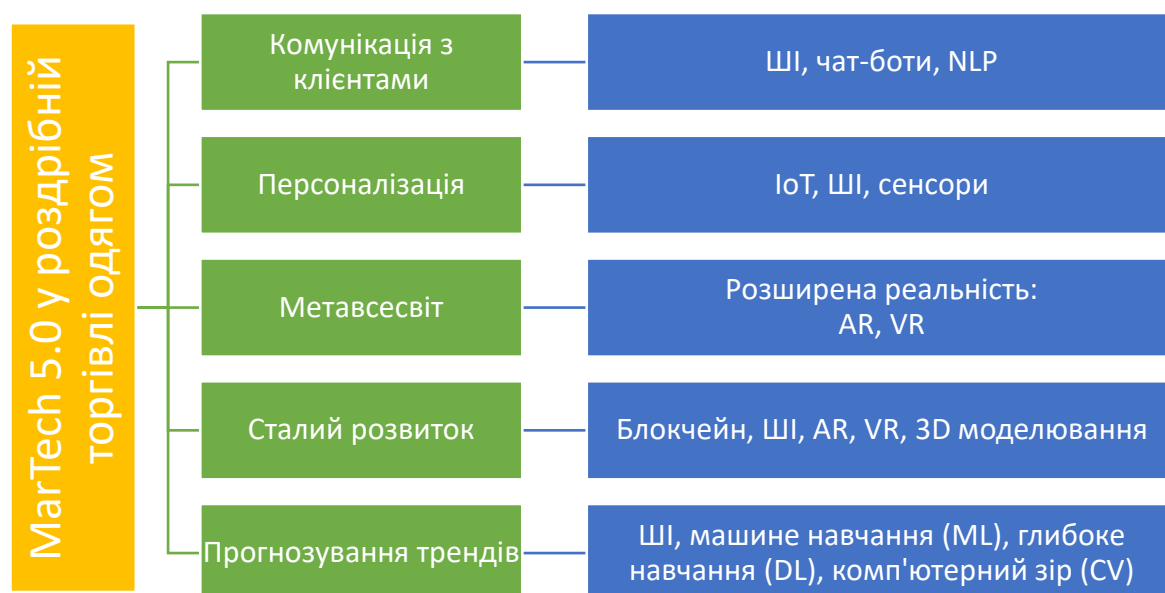 MarTech 5.0 у роздрібній
торгівлі одягом
Комунікація з
клієнтами
ШІ, чат-боти, NLP
Персоналізація
IoT, ШІ, сенсори
Метавсесвіт
Розширена реальність:
AR, VR
Сталий розвиток
Блокчейн, ШІ, AR, VR, 3D моделювання
Прогнозування трендів
ШІ, машине навчання (ML), глибоке
навчання (DL), комп'ютерний зір (CV)